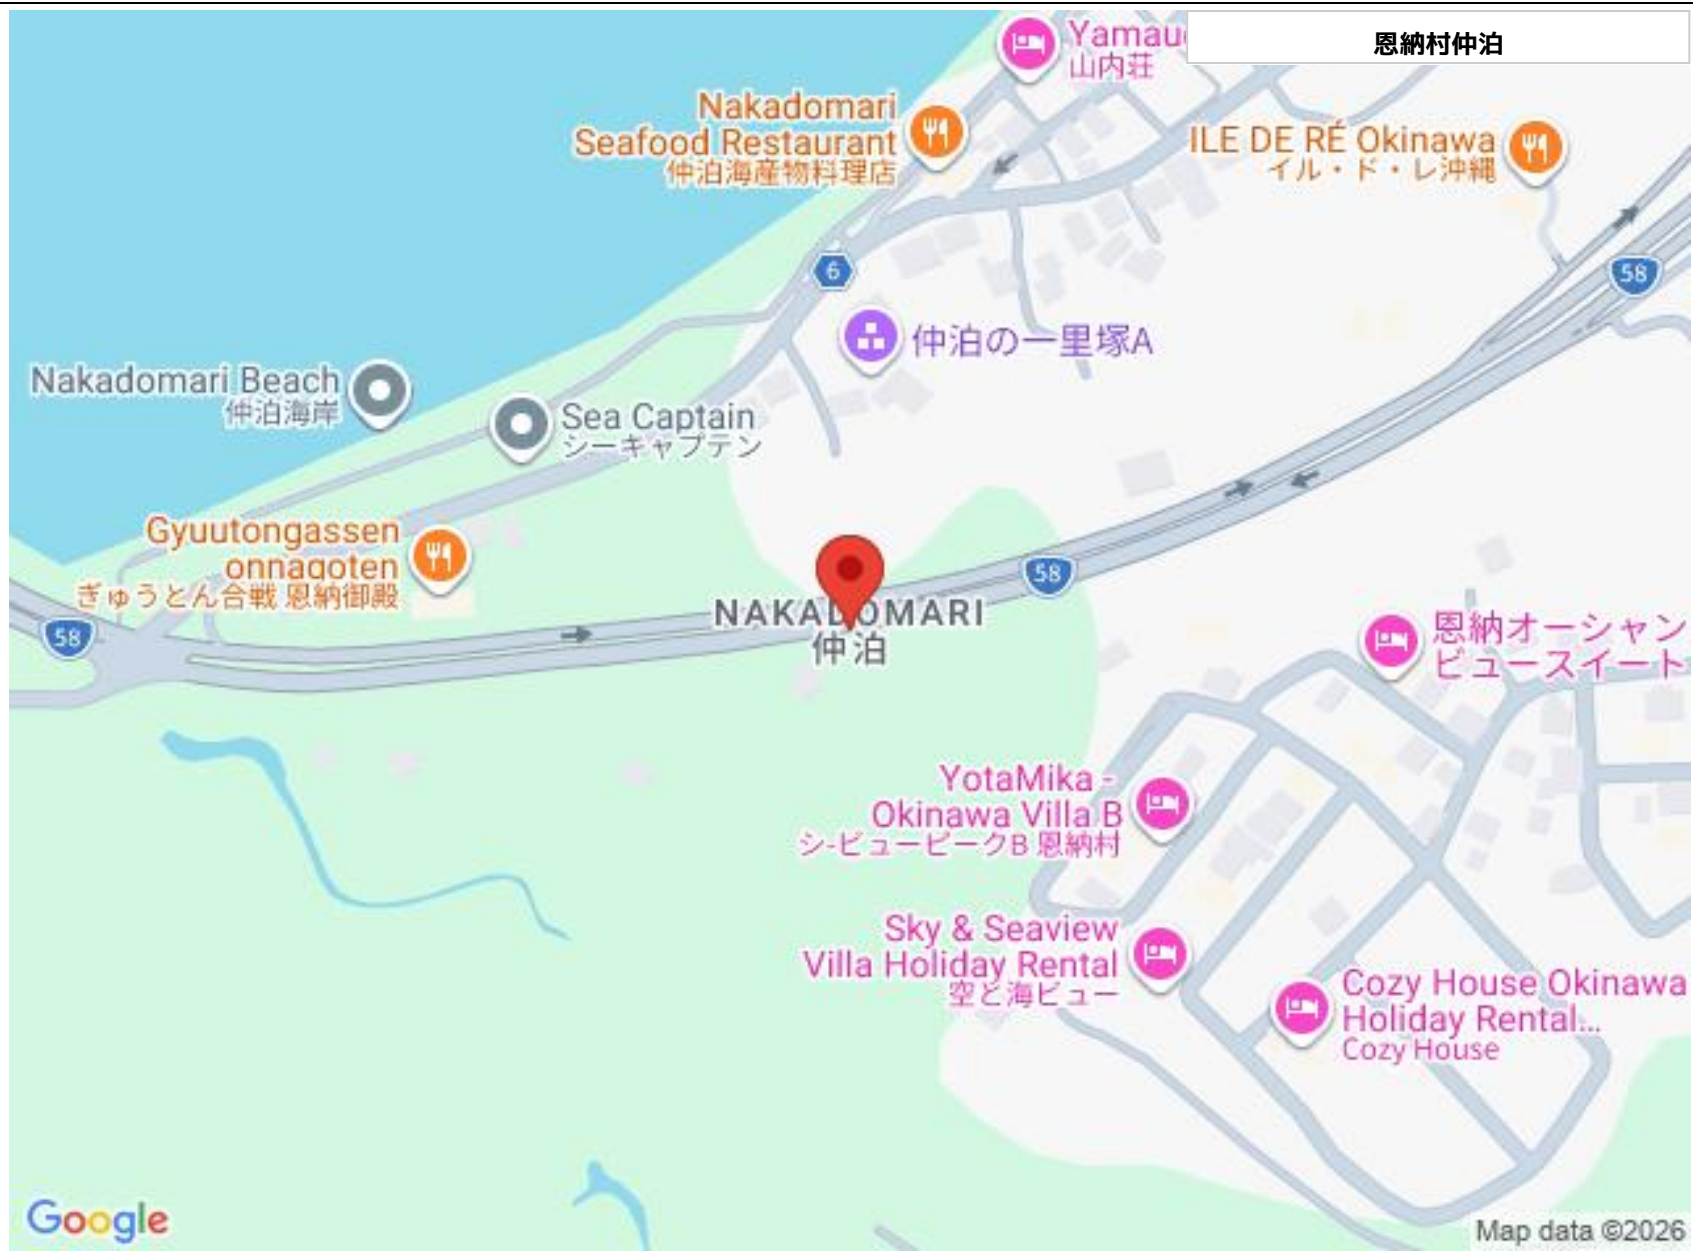 恩納村仲泊
Yamau
山内荘
Nakadomari
Seafood Restaurant
仲泊海産物料理店
ILE DE RÉ Okinawa
イル・ド・レ沖縄
6
58
仲泊の一里塚A
Nakadomari Beach
仲泊海岸
Sea Captain
シーキャプテン
Gyuutongassen
onnagoten
ぎゅうとん合戦 恩納御殿
58
58
NAKADOMARI
仲泊
恩納オーシャン
ビュースイート
YotaMika -
Okinawa Villa B
シ-ビューピークB 恩納村
Sky & Seaview
Villa Holiday Rental
空と海ビュー
Cozy House Okinawa
Holiday Rental...
Cozy House
Google
Map data ©2026